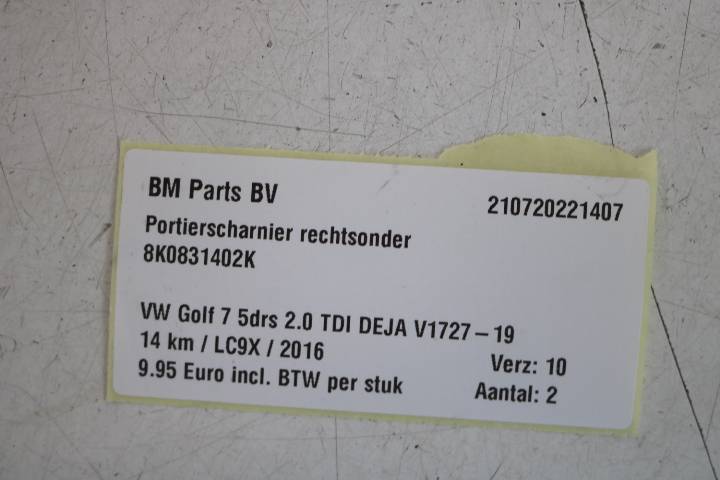 BM Parts BV 210720221407
Portierscharnier rechtsonder
8K0831402K
VW Golf 7 5drs 2.0 TDI DEJA V1727-19
14 km / LC9X / 2016 Verz: 10
9.95 Euro incl. BTW per stuk Aantal: 2